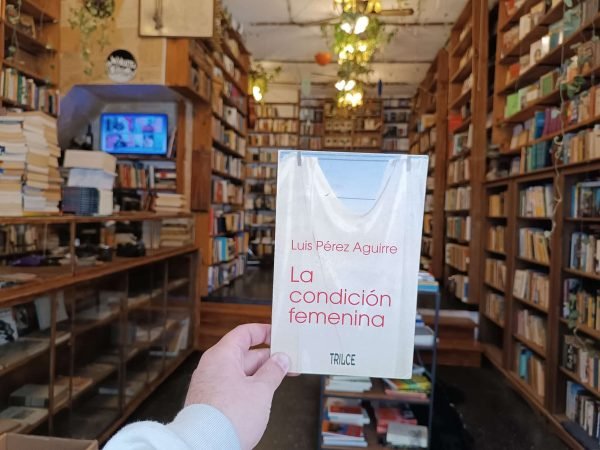 Luis Pérez Aguirre
La
condición
femenina
TRILCE